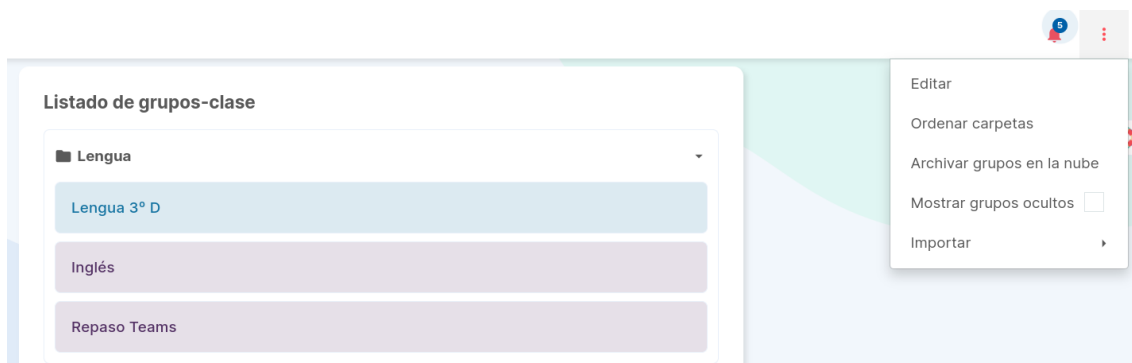 5
Listado de grupos-clase
Lengua
Lengua 3º D
Inglés
Repaso Teams
Editar
Ordenar carpetas
Archivar grupos en la nube
Mostrar grupos ocultos
Importar